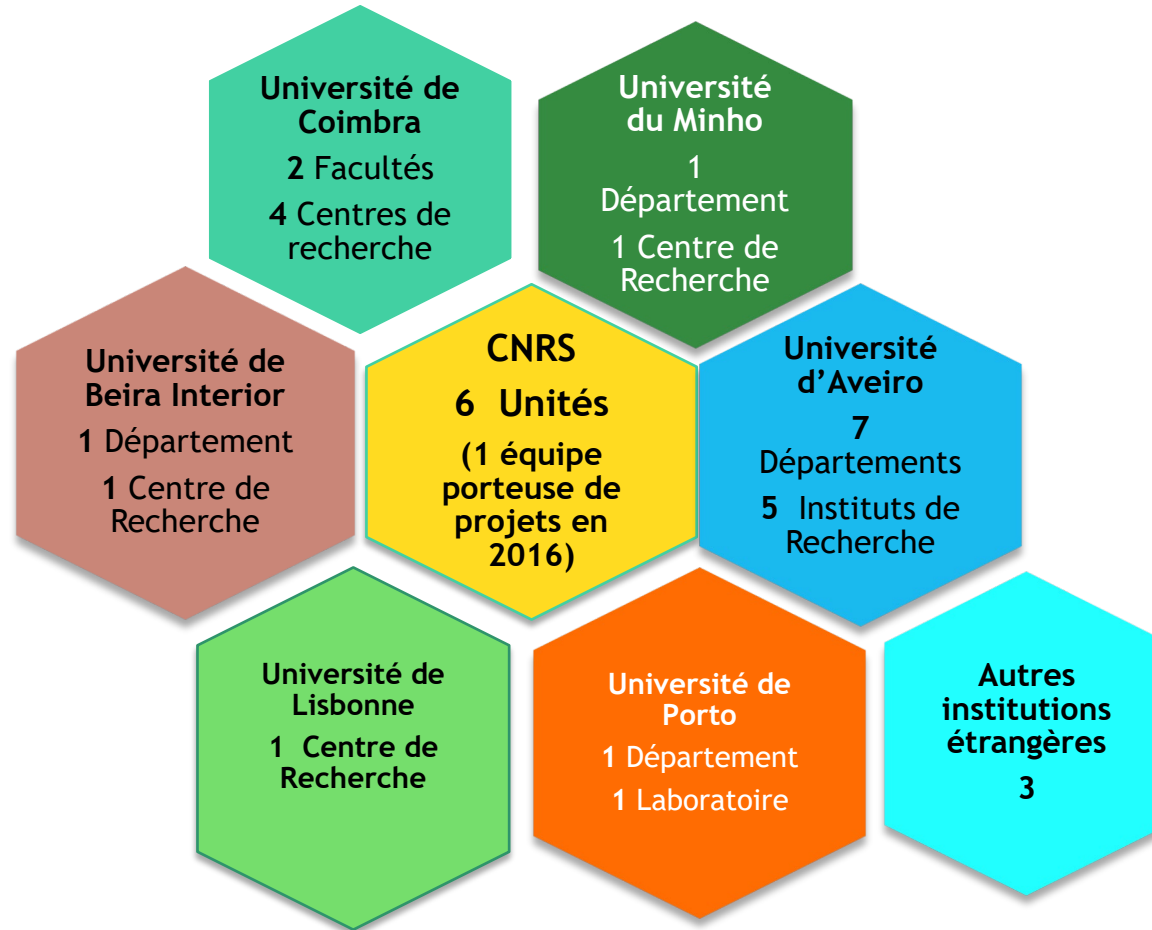 Université de
Coimbra
2 Facultés
4 Centres de
recherche
Université
du Minho
1
Département
1 Centre de
Recherche
Université de
Beira Interior
1 Département
1 Centre de
Recherche
CNRS
6 Unités
(1 équipe
porteuse de
projets en
2016)
Université
d’Aveiro
7
Départements
5 Instituts de
Recherche
Université de
Lisbonne
1 Centre de
Recherche
Université de
Porto
1 Département
1 Laboratoire
Autres
institutions
étrangères
3